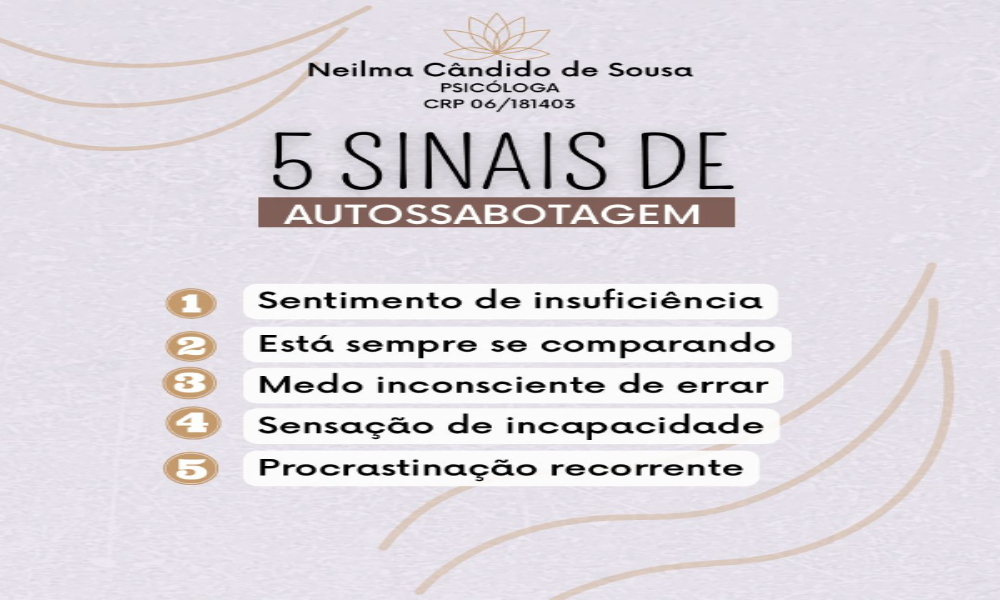 Neilma Cândido de Sousa
PSICÓLOGA
CRP 06/181403
5 SINAIS DE
AUTOSSABOTAGEM
1 Sentimento de insuficiência
2 Está sempre se comparando
3 Medo inconsciente de errar
4 Sensação de incapacidade
5 Procrastinação recorrente